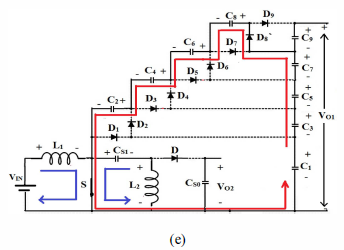 - C8 + D9
- C6 + D7 D8` + C9 -
- C4 + D5 D6 + C7 -
- C2 + D3 D4 + C5 - VO1
D1 D2 + C3 -
+ L1 - - CS1 + D + C1 -
VIN S L2 CS0 VO2
(e)